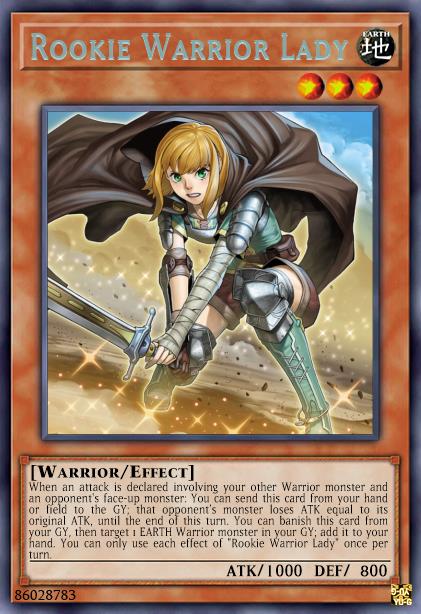 ROOKIE WARRIOR LADY
EARTH
地
[WARRIOR/EFFECT]
When an attack is declared involving your other Warrior monster and
an opponent's face-up monster: You can send this card from your hand
or field to the GY; that opponent's monster loses ATK equal to its
original ATK, until the end of this turn. You can banish this card from
your GY, then target 1 EARTH Warrior monster in your GY; add it to your
hand. You can only use each effect of "Rookie Warrior Lady" once per
turn.
ATK/1000 DEF/ 800
86028783